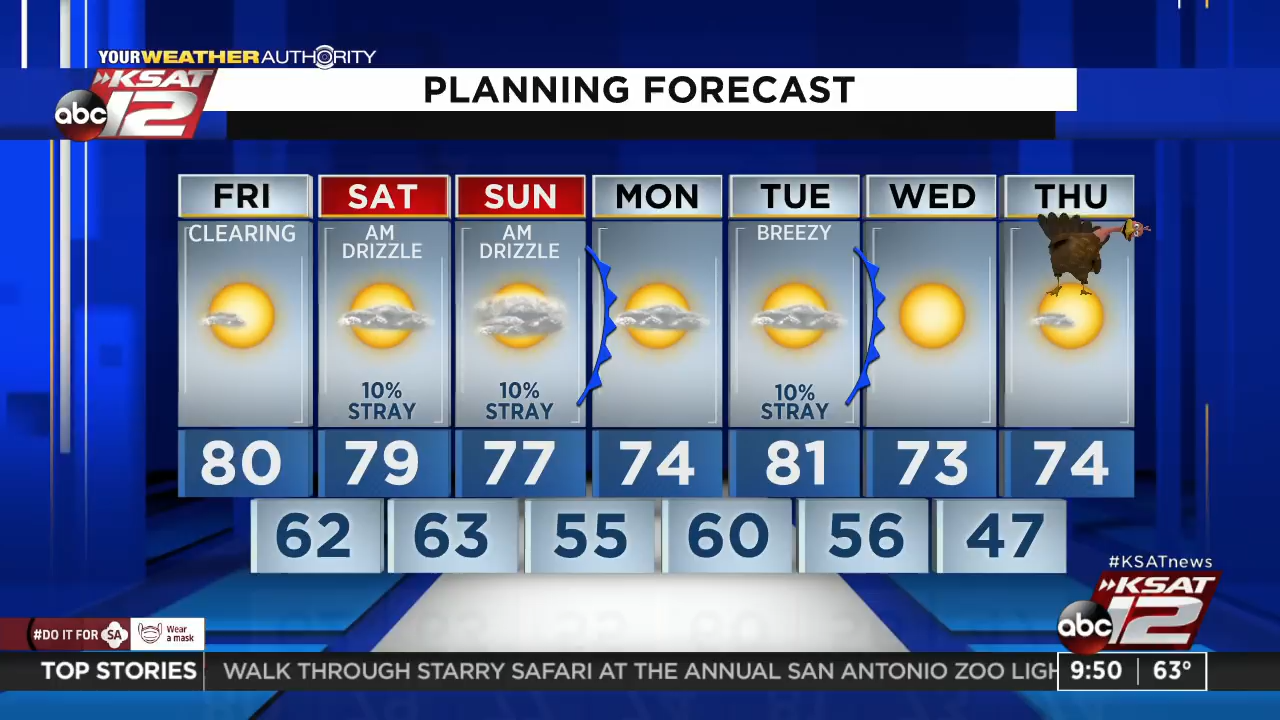 YOURWEATHERAUTHORITY
KSAT
abc 12
PLANNING FORECAST
FRI SAT SUN MON TUE WED THU
CLEARING AM DRIZZLE AM DRIZZLE BREEZY
10% STRAY 10% STRAY 10% STRAY
80 79 77 74 81 73 74
62 63 55 60 56 47
#KSATnews
KSAT
abc 12
#DO IT FOR SA
Wear
a mask
TOP STORIES WALK THROUGH STARRY SAFARI AT THE ANNUAL SAN ANTONIO ZOO LIGH 9:50 63°